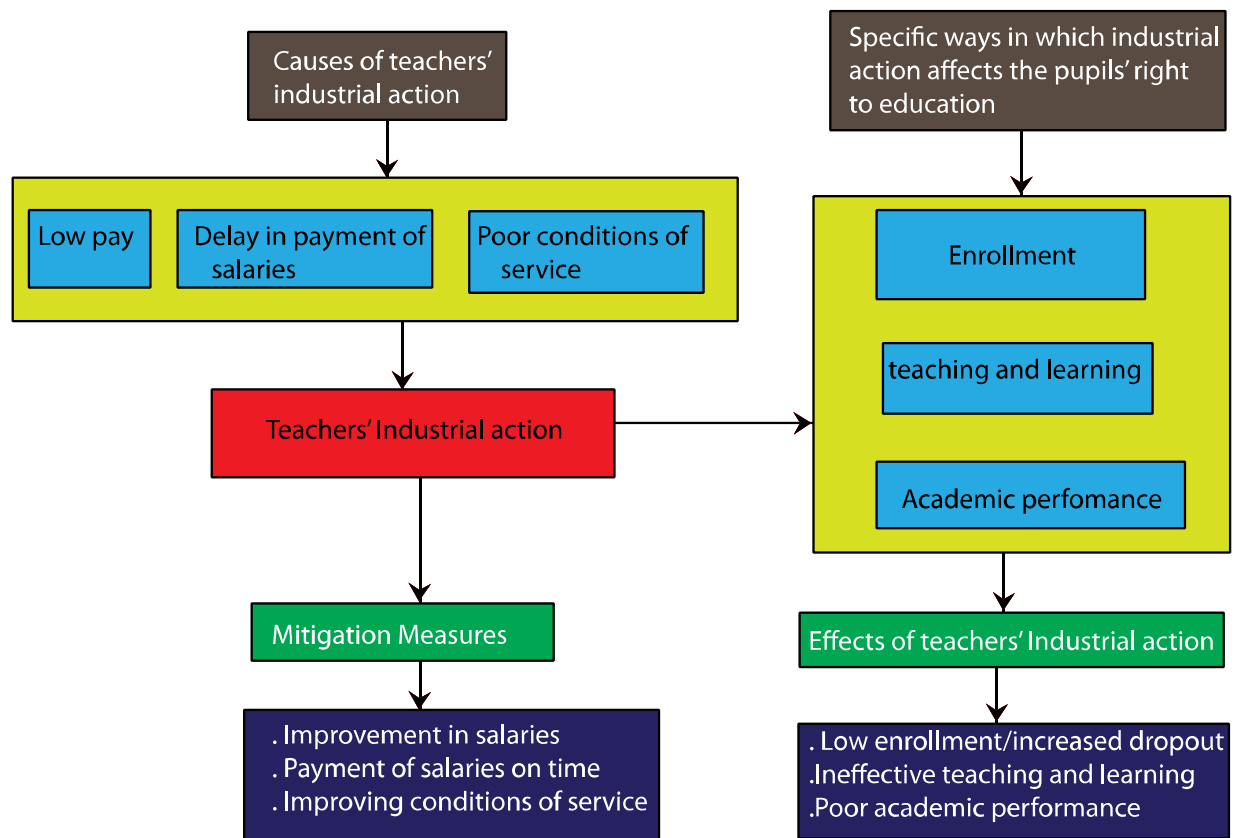 Causes of teachers'
industrial action
Low pay
Delay in payment of
salaries
Poor conditions of
service
Teachers' Industrial action
Mitigation Measures
. Improvement in salaries
. Payment of salaries on time
. Improving conditions of service
Specific ways in which industrial
action affects the pupils' right
to education
Enrollment
teaching and learning
Academic perfomance
Effects of teachers' Industrial action
. Low enrollment/increased dropout
.Ineffective teaching and learning
.Poor academic performance